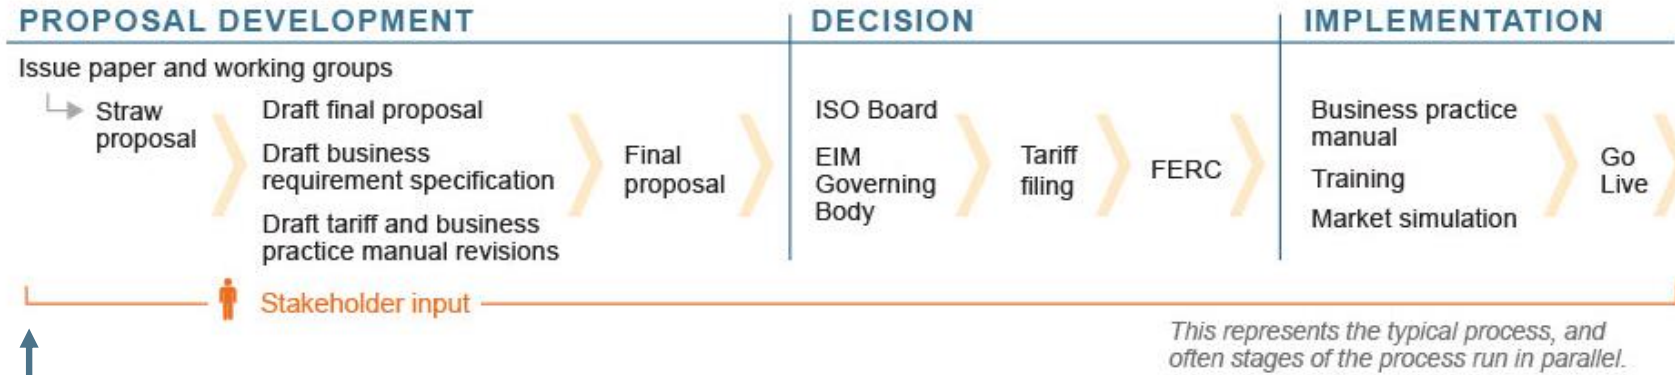 PROPOSAL DEVELOPMENT
Issue paper and working groups
Straw
proposal
Draft final proposal
Draft business
requirement specification
Draft tariff and business
practice manual revisions
Final
proposal
DECISION
ISO Board
EIM
Governing
Body
Tariff
filing
FERC
IMPLEMENTATION
Business practice
manual
Training
Market simulation
Go
Live
Stakeholder input
This represents the typical process, and
often stages of the process run in parallel.